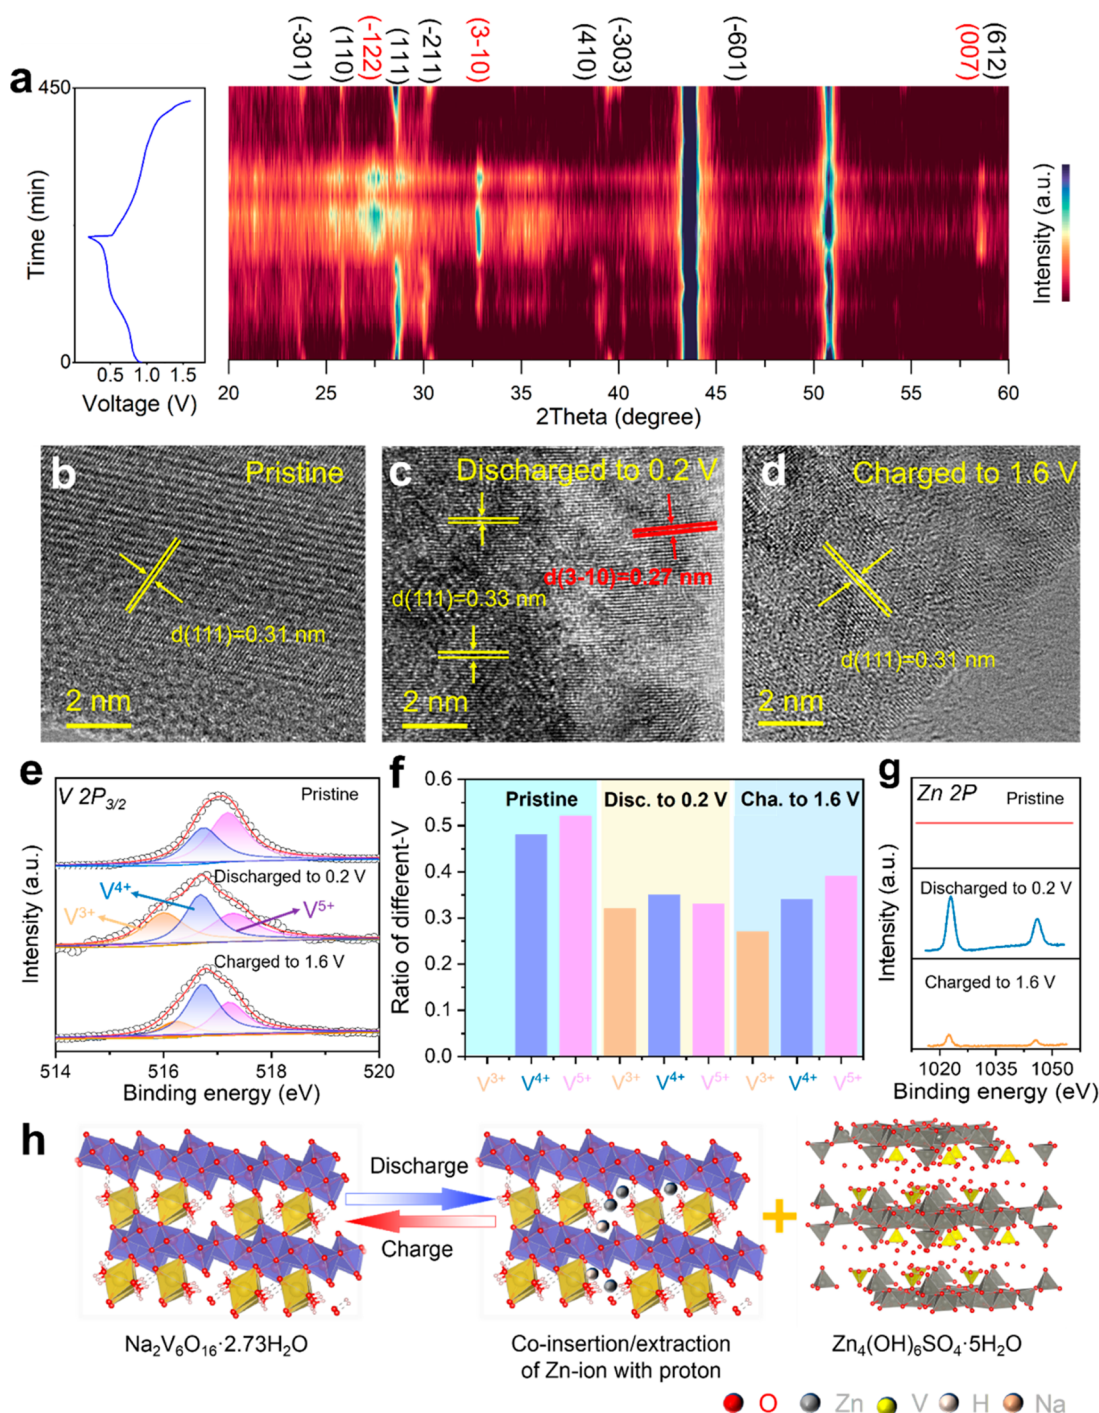 (-301)
(110)
(-122)
(111)
(-211)
(3-10)
(410)
(-303)
(-601)
(007)
(612)
a
450
0
Time (min)
0.5 1.0 1.5
Voltage (V)
20 25 30 35 40 45 50 55 60
2Theta (degree)
Intensity (a.u.)
b
Pristine
d(111)=0.31 nm
2 nm
c
Discharged to 0.2 V
d(3-10)=0.27 nm
d(111)=0.33 nm
2 nm
d
Charged to 1.6 V
d(111)=0.31 nm
2 nm
e
V 2P3/2
Pristine
Discharged to 0.2 V
V4+
V3+
V5+
Charged to 1.6 V
Intensity (a.u.)
514 516 518 520
Binding energy (eV)
f
0.6
0.5
0.4
0.3
0.2
0.1
0.0
Ratio of different-V
Pristine
Disc. to 0.2 V
Cha. to 1.6 V
V3+ V4+ V5+ V3+ V4+ V5+ V3+ V4+ V5+
g
Zn 2P
Pristine
Discharged to 0.2 V
Charged to 1.6 V
Intensity (a.u.)
1020 1035 1050
Binding energy (eV)
h
Discharge
Charge
+
Na2V6O16·2.73H2O
Co-insertion/extraction
of Zn-ion with proton
Zn4(OH)6SO4·5H2O
O Zn V H Na